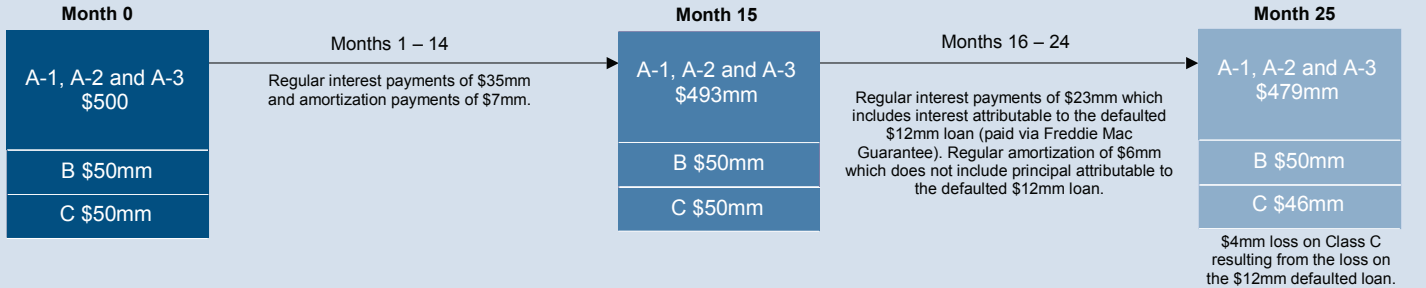 Month 0
A-1, A-2 and A-3
$500
B $50mm
C $50mm
Months 1 – 14
Regular interest payments of $35mm
and amortization payments of $7mm.
Month 15
A-1, A-2 and A-3
$493mm
B $50mm
C $50mm
Months 16 – 24
Regular interest payments of $23mm which
includes interest attributable to the defaulted
$12mm loan (paid via Freddie Mac
Guarantee). Regular amortization of $6mm
which does not include principal attributable to
the defaulted $12mm loan.
Month 25
A-1, A-2 and A-3
$479mm
B $50mm
C $46mm
$4mm loss on Class C
resulting from the loss on
the $12mm defaulted loan.